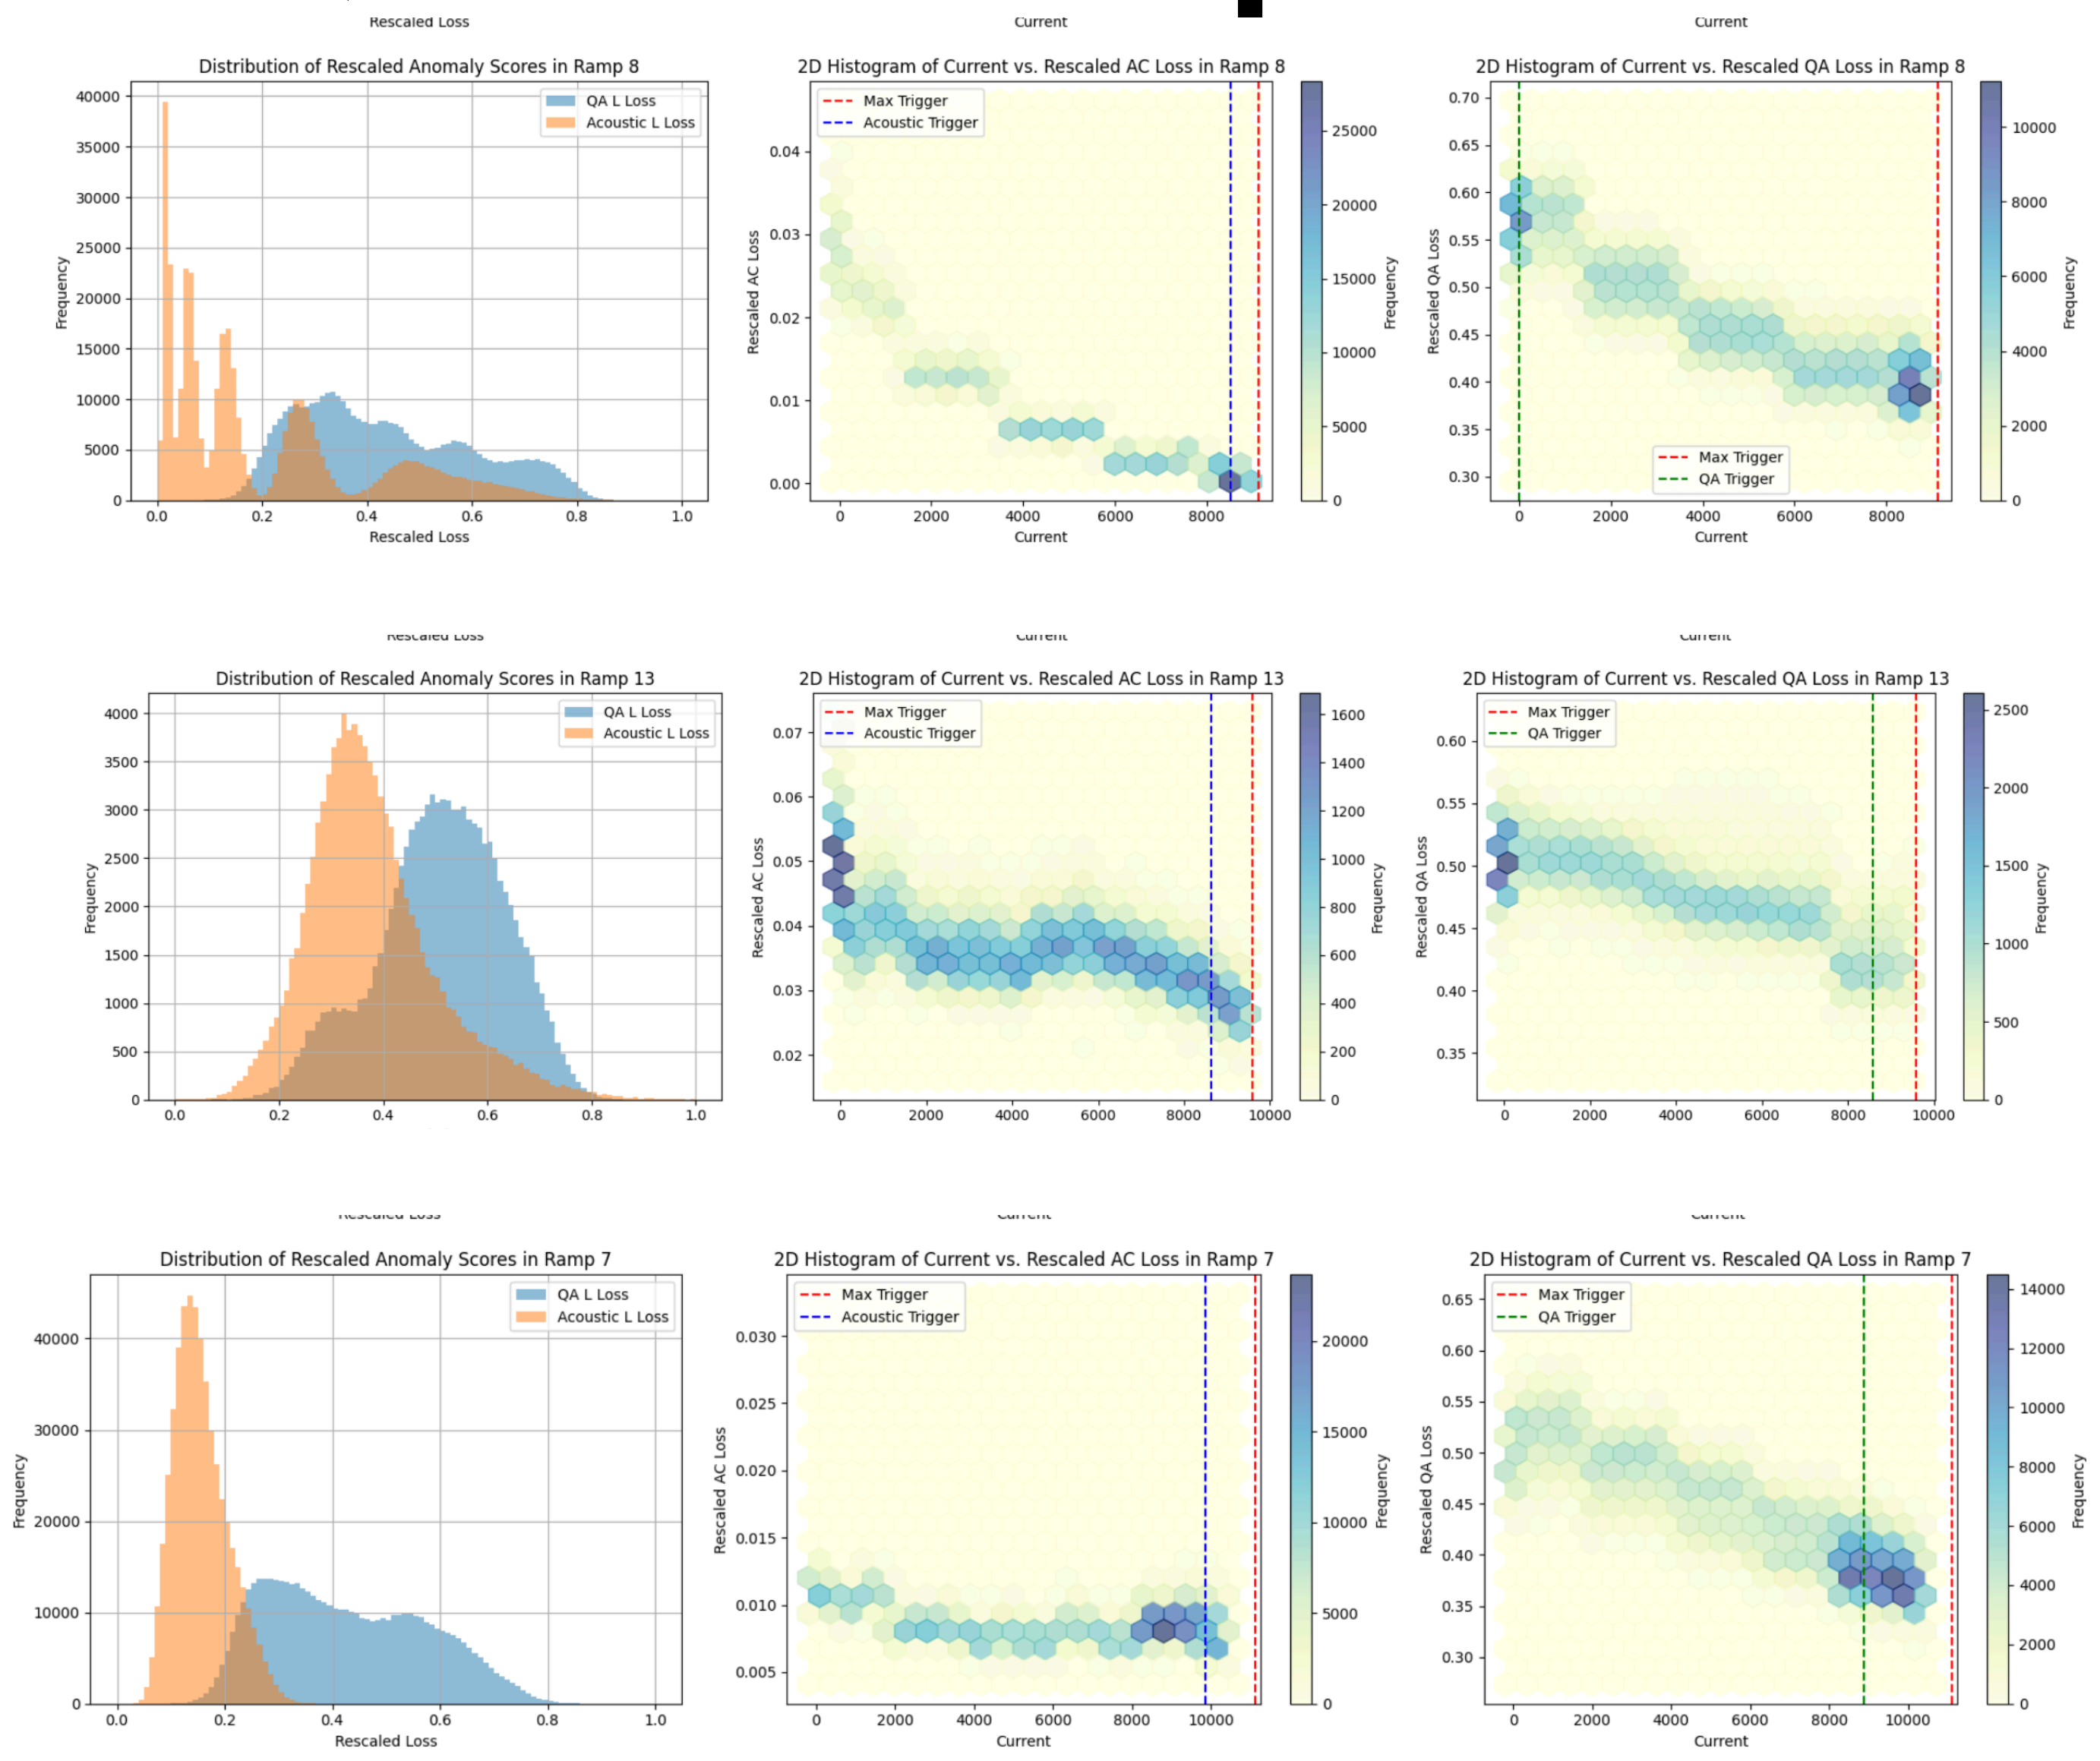 Rescaled Loss
Current
Current
Distribution of Rescaled Anomaly Scores in Ramp 8
40000
35000
30000
25000
20000
15000
10000
5000
0
Frequency
QA L Loss
Acoustic L Loss
0.0 0.2 0.4 0.6 0.8 1.0
Rescaled Loss
2D Histogram of Current vs. Rescaled AC Loss in Ramp 8
Max Trigger
Acoustic Trigger
0.04
0.03
0.02
0.01
0.00
Rescaled AC Loss
0 2000 4000 6000 8000
Current
25000
20000
15000
10000
5000
0
Frequency
2D Histogram of Current vs. Rescaled QA Loss in Ramp 8
0.70
0.65
0.60
0.55
0.50
0.45
0.40
0.35
0.30
Rescaled QA Loss
Max Trigger
QA Trigger
0 2000 4000 6000 8000
Current
10000
8000
6000
4000
2000
0
Frequency
Rescaled Loss
Current
Current
Distribution of Rescaled Anomaly Scores in Ramp 13
4000
3500
3000
2500
2000
1500
1000
500
0
Frequency
QA L Loss
Acoustic L Loss
0.0 0.2 0.4 0.6 0.8 1.0
2D Histogram of Current vs. Rescaled AC Loss in Ramp 13
Max Trigger
Acoustic Trigger
0.07
0.06
0.05
0.04
0.03
0.02
Rescaled AC Loss
0 2000 4000 6000 8000 10000
1600
1400
1200
1000
800
600
400
200
0
Frequency
2D Histogram of Current vs. Rescaled QA Loss in Ramp 13
Max Trigger
QA Trigger
0.60
0.55
0.50
0.45
0.40
0.35
Rescaled QA Loss
0 2000 4000 6000 8000 10000
2500
2000
1500
1000
500
0
Frequency
Rescaled Loss
Current
Current
Distribution of Rescaled Anomaly Scores in Ramp 7
40000
30000
20000
10000
0
Frequency
QA L Loss
Acoustic L Loss
0.0 0.2 0.4 0.6 0.8 1.0
Rescaled Loss
2D Histogram of Current vs. Rescaled AC Loss in Ramp 7
Max Trigger
Acoustic Trigger
0.030
0.025
0.020
0.015
0.010
0.005
Rescaled AC Loss
0 2000 4000 6000 8000 10000
Current
20000
15000
10000
5000
0
Frequency
2D Histogram of Current vs. Rescaled QA Loss in Ramp 7
Max Trigger
QA Trigger
0.65
0.60
0.55
0.50
0.45
0.40
0.35
0.30
Rescaled QA Loss
0 2000 4000 6000 8000 10000
Current
14000
12000
10000
8000
6000
4000
2000
0
Frequency